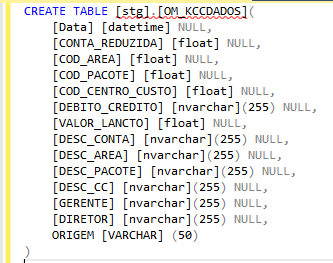 CREATE TABLE [stg].[OM_KCCDADOS](
[Data] [datetime] NULL,
[CONTA_REDUZIDA] [float] NULL,
[COD_AREA] [float] NULL,
[COD_PACOTE] [float] NULL,
[COD_CENTRO_CUSTO] [float] NULL,
[DEBITO_CREDITO] [nvarchar](255) NULL,
[VALOR_LANCTO] [float] NULL,
[DESC_CONTA] [nvarchar](255) NULL,
[DESC_AREA] [nvarchar](255) NULL,
[DESC_PACOTE] [nvarchar](255) NULL,
[DESC_CC] [nvarchar](255) NULL,
[GERENTE] [nvarchar](255) NULL,
[DIRETOR] [nvarchar](255) NULL,
ORIGEM [VARCHAR] (50)
)